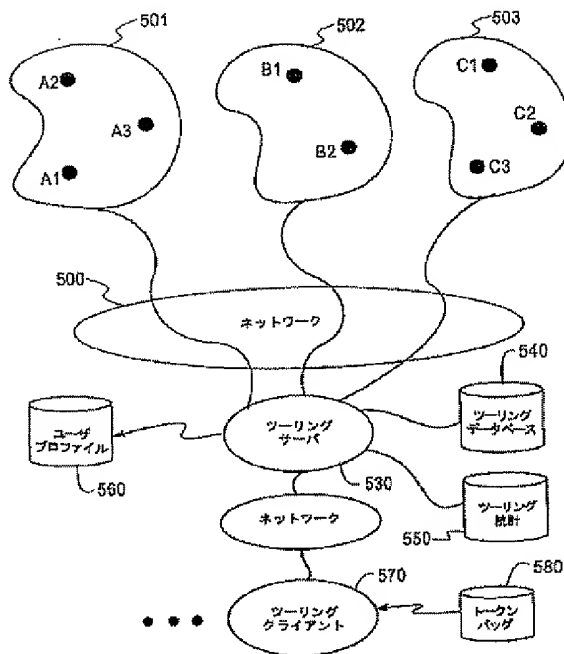 501
502
503
A2
A3
A1
B1
B2
C1
C2
C3
500
ネットワーク
540
ツーリング
データベース
ユーザ
プロファイル
560
ツーリング
サーバ
530
ネットワーク
ツーリング
統計
550
570
580
ツーリング
クライアント
トークン
バッグ